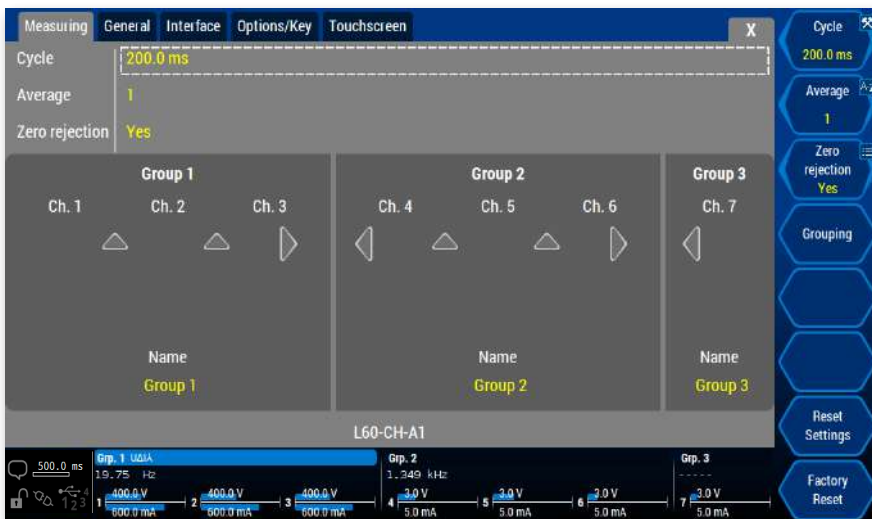 Measuring General Interface Options/Key Touchscreen X
Cycle 200.0 ms
Average 1
Zero rejection Yes
Group 1 Group 2 Group 3
Ch. 1 Ch. 2 Ch. 3 Ch. 4 Ch. 5 Ch. 6 Ch. 7
Name Name Name
Group 1 Group 2 Group 3
L60-CH-A1
Cycle
200.0 ms
Average
1
Zero
rejection
Yes
Grouping
Reset
Settings
Factory
Reset
500.0 ms
Grp. 1 Grp. 2 Grp. 3
19.75 Hz 1.349 kHz -----
1 400.0 V 2 400.0 V 3 400.0 V 4 3.0 V 5 3.0 V 6 3.0 V 7 3.0 V
600.0 mA 600.0 mA 600.0 mA 5.0 mA 5.0 mA 5.0 mA 5.0 mA